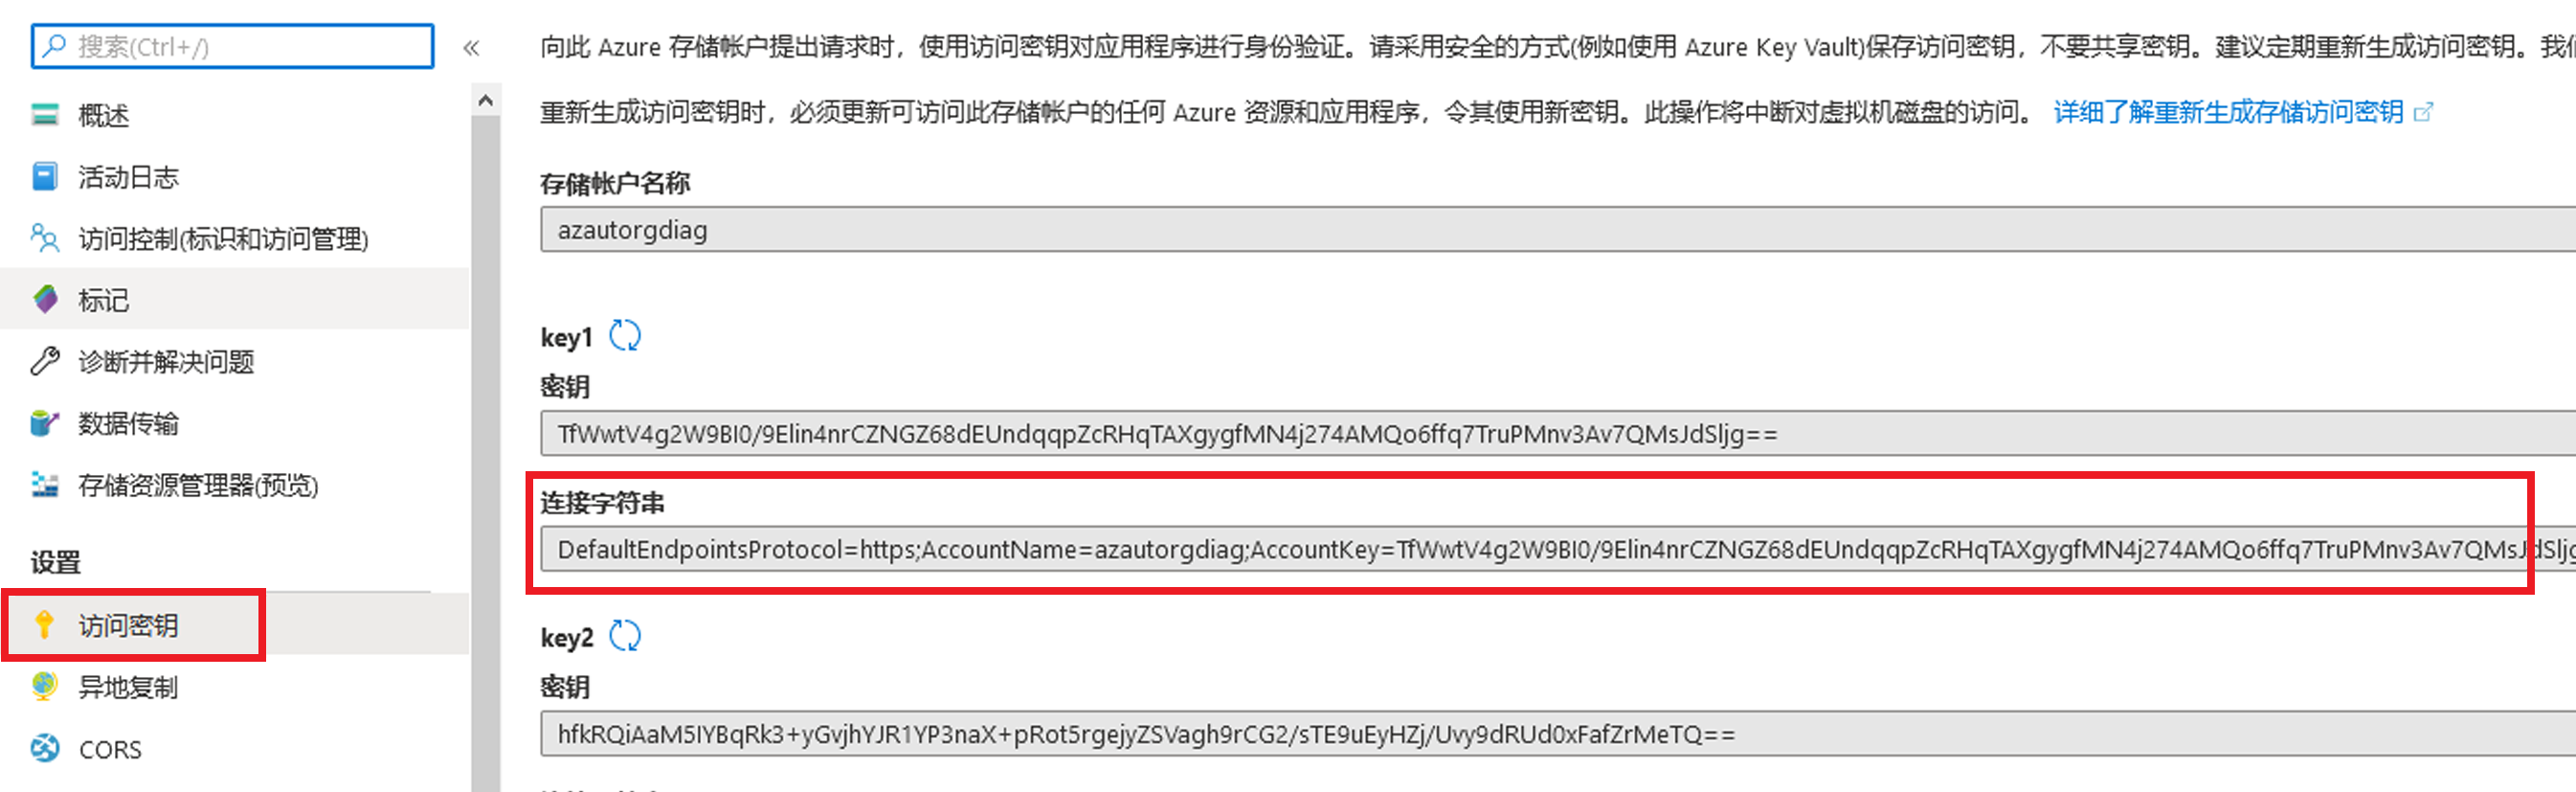 搜索(Ctrl+/)
概述
活动日志
访问控制(标识和访问管理)
标记
诊断并解决问题
数据传输
存储资源管理器(预览)
设置
访问密钥
异地复制
CORS
向此 Azure 存储帐户提出请求时，使用访问密钥对应用程序进行身份验证。请采用安全的方式(例如使用 Azure Key Vault)保存访问密钥，不要共享密钥。建议定期重新生成访问密钥。我们
重新生成访问密钥时，必须更新可访问此存储帐户的任何 Azure 资源和应用程序，令其使用新密钥。此操作将中断对虚拟机磁盘的访问。 详细了解重新生成存储访问密钥
存储帐户名称
azautorgdiag
key1
密钥
TfWwtV4g2W9BI0/9Elin4nrCZNGZ68dEUndqqpZcRHqTAXgygfMN4j274AMQo6ffq7TruPMnv3Av7QMsJdSljg==
连接字符串
DefaultEndpointsProtocol=https;AccountName=azautorgdiag;AccountKey=TfWwtV4g2W9BI0/9Elin4nrCZNGZ68dEUndqqpZcRHqTAXgygfMN4j274AMQo6ffq7TruPMnv3Av7QMsJdSljg
key2
密钥
hfkRQiAaM5IYBqRk3+yGvjhYJR1YP3naX+pRot5rgejyZSVagh9rCG2/sTE9uEyHZj/Uvy9dRUd0xFafZrMeTQ==